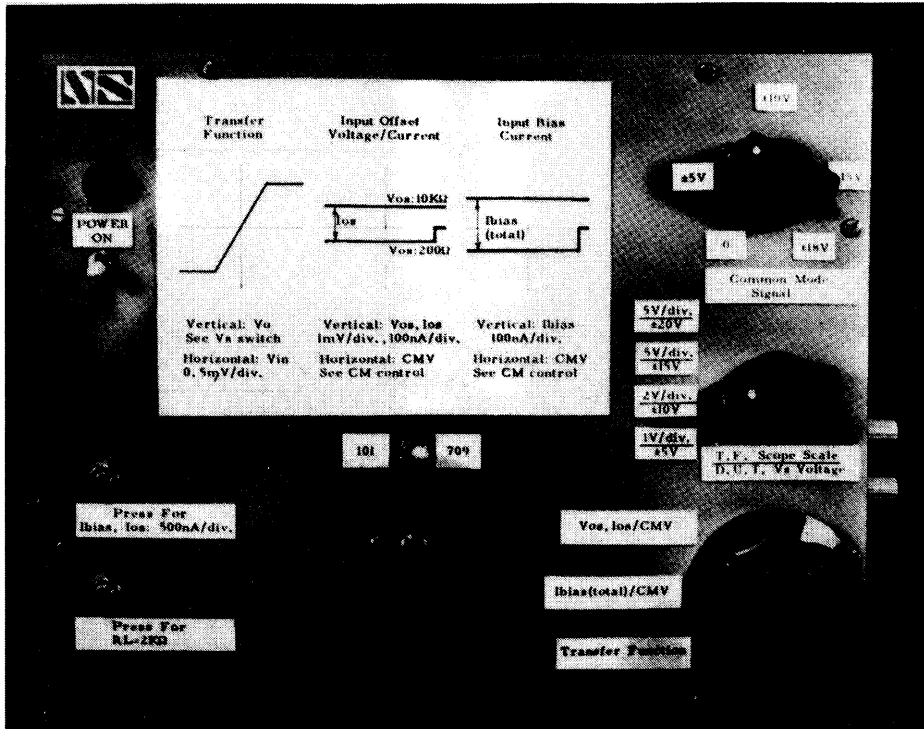 NS
Transfer
Function
Input Offset
Voltage/Current
Input Bias
Current
Vos: 10KΩ
Ios
Vos: 200Ω
Ibias
(total)
Vertical: Vo
See Vs switch
Horizontal: Vin
0.5mV/div.
Vertical: Vos, Ios
1mV/div., 100nA/div.
Horizontal: CMV
See CM control
Vertical: Ibias
100nA/div.
Horizontal: CMV
See CM control
POWER
ON
±10V
±5V
0
±18V
Common Mode
Signal
5V/div.
±20V
5V/div.
±15V
2V/div.
±10V
1V/div.
±5V
T.F. Scope Scale
D.U.T. Vs Voltage
101
709
Press For
Ibias, Ios: 500nA/div.
Press For
RL=2KΩ
Vos, Ios/CMV
Ibias(total)/CMV
Transfer Function